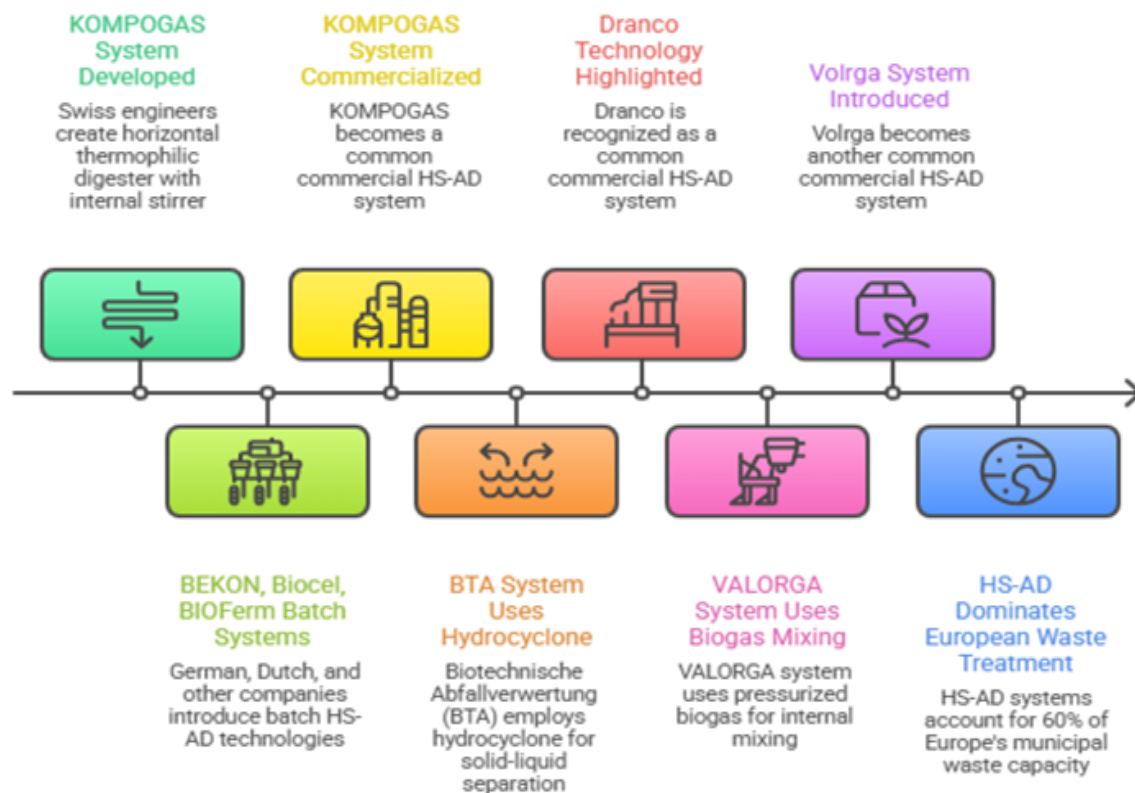 KOMPOGAS
System
Developed
Swiss engineers
create horizontal
thermophilic
digester with
internal stirrer
KOMPOGAS
System
Commercialized
KOMPOGAS
becomes a
common
commercial HS-AD
system
Dranco
Technology
Highlighted
Dranco is
recognized as a
common
commercial HS-AD
system
Volrga System
Introduced
Volrga becomes
another common
commercial HS-AD
system
BEKON, Biocel,
BIOFerm Batch
Systems
German, Dutch, and
other companies
introduce batch HS-
AD technologies
BTA System
Uses
Hydrocyclone
Biotechnische
Abfallverwertung
(BTA) employs
hydrocyclone for
solid-liquid
separation
VALORGA
System Uses
Biogas Mixing
VALORGA system
uses pressurized
biogas for internal
mixing
HS-AD
Dominates
European Waste
Treatment
HS-AD systems
account for 60% of
Europe's municipal
waste capacity